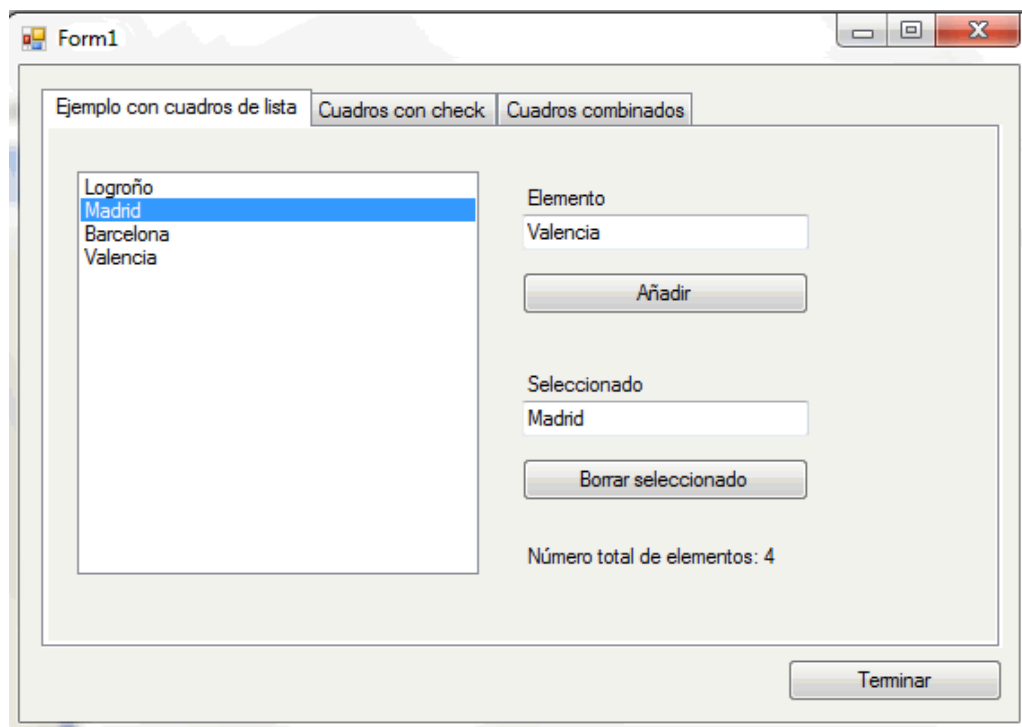 Form1
Ejemplo con cuadros de lista
Cuadros con check
Cuadros combinados
Logroño
Madrid
Barcelona
Valencia
Elemento
Valencia
Añadir
Seleccionado
Madrid
Borrar seleccionado
Número total de elementos: 4
Terminar